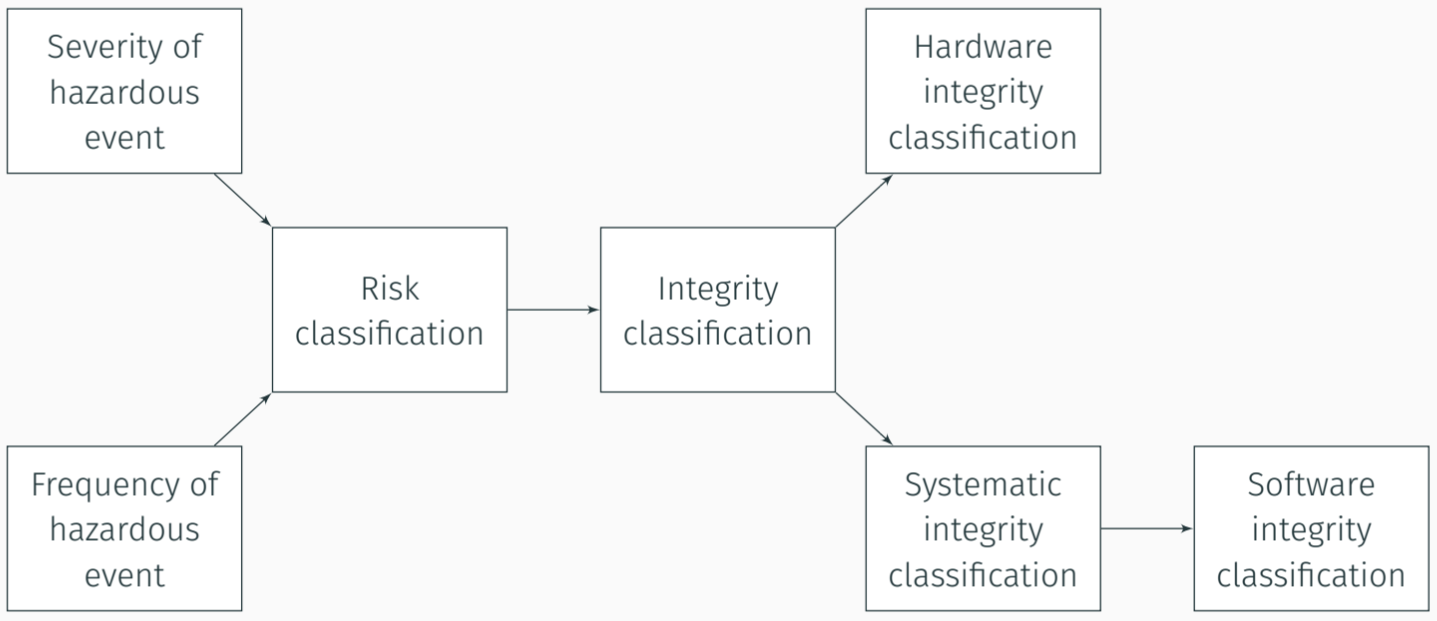 Severity of
hazardous
event
Hardware
integrity
classification
Risk
classification
Integrity
classification
Frequency of
hazardous
event
Systematic
integrity
classification
Software
integrity
classification